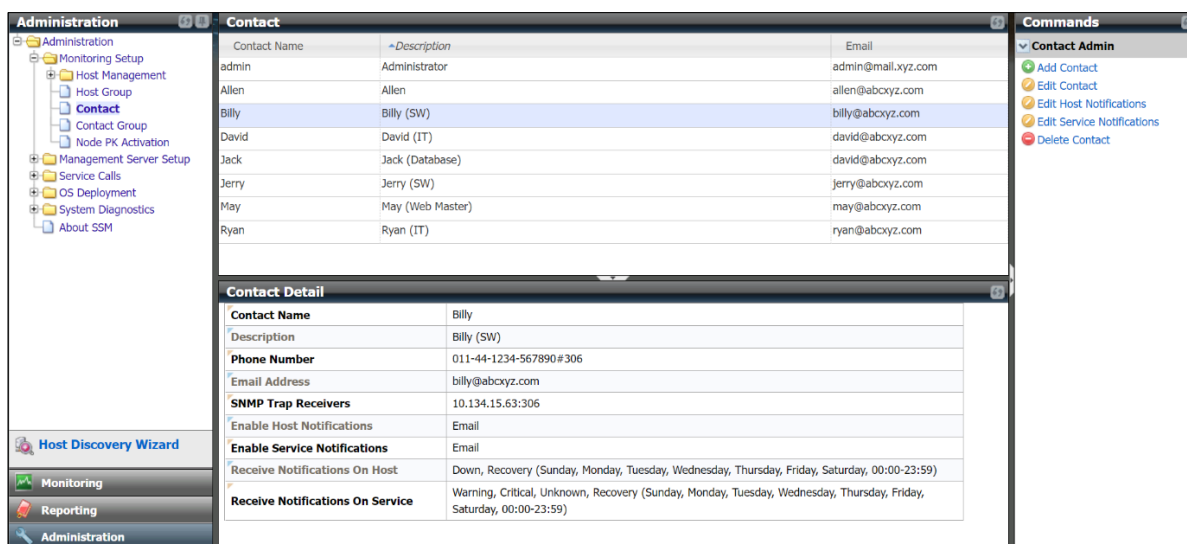 Administration
Administration
Monitoring Setup
Host Management
Host Group
Contact
Contact Group
Node PK Activation
Management Server Setup
Service Calls
OS Deployment
System Diagnostics
About SSM
Host Discovery Wizard
Monitoring
Reporting
Administration
Contact
Contact Name Description Email
admin Administrator admin@mail.xyz.com
Allen Allen allen@abcxyz.com
Billy Billy (SW) billy@abcxyz.com
David David (IT) david@abcxyz.com
Jack Jack (Database) david@abcxyz.com
Jerry Jerry (SW) jerry@abcxyz.com
May May (Web Master) may@abcxyz.com
Ryan Ryan (IT) ryan@abcxyz.com
Contact Detail
Contact Name Billy
Description Billy (SW)
Phone Number 011-44-1234-567890#306
Email Address billy@abcxyz.com
SNMP Trap Receivers 10.134.15.63:306
Enable Host Notifications Email
Enable Service Notifications Email
Receive Notifications On Host Down, Recovery (Sunday, Monday, Tuesday, Wednesday, Thursday, Friday, Saturday, 00:00-23:59)
Receive Notifications On Service Warning, Critical, Unknown, Recovery (Sunday, Monday, Tuesday, Wednesday, Thursday, Friday,
Saturday, 00:00-23:59)
Commands
Contact Admin
Add Contact
Edit Contact
Edit Host Notifications
Edit Service Notifications
Delete Contact